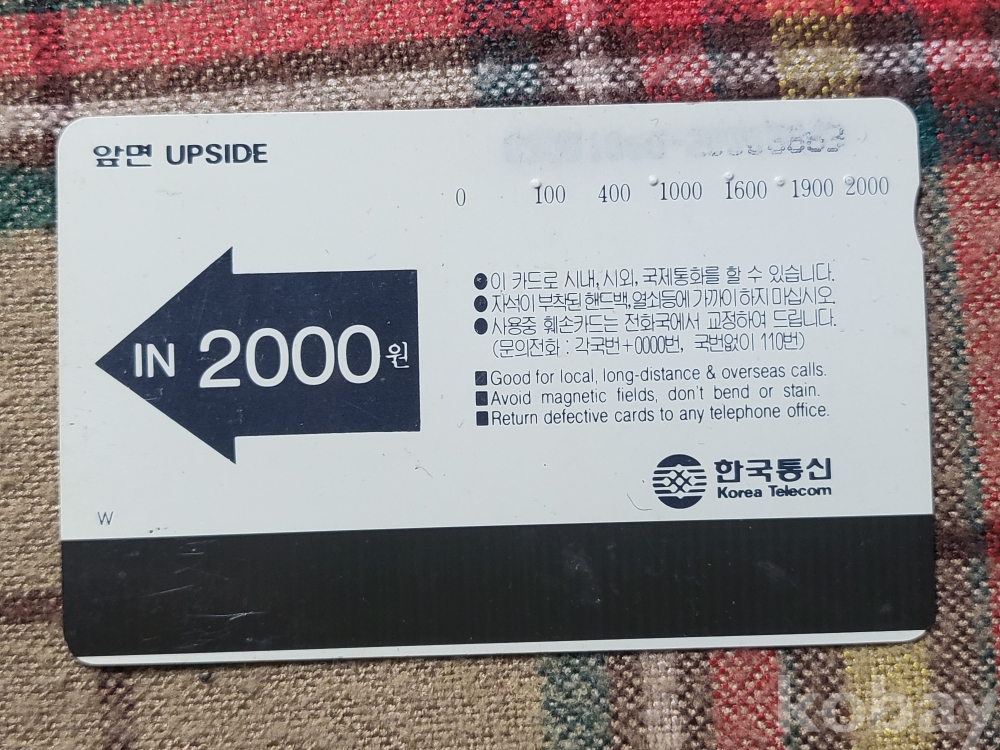 앞면 UPSIDE
0 100 400 1000 1600 1900 2000
IN 2000원
●이 카드로 시내, 시외, 국제통화를 할 수 있습니다.
●자석이 부착된 핸드백, 열쇠등에 가까이 하지 마십시오.
●사용중 훼손카드는 전화국에서 교정하여 드립니다.
(문의전화 : 각국번+0000번, 국번없이 110번)
■Good for local, long-distance & overseas calls.
■Avoid magnetic fields, don't bend or stain.
■Return defective cards to any telephone office.
한국통신
Korea Telecom
W
kobay